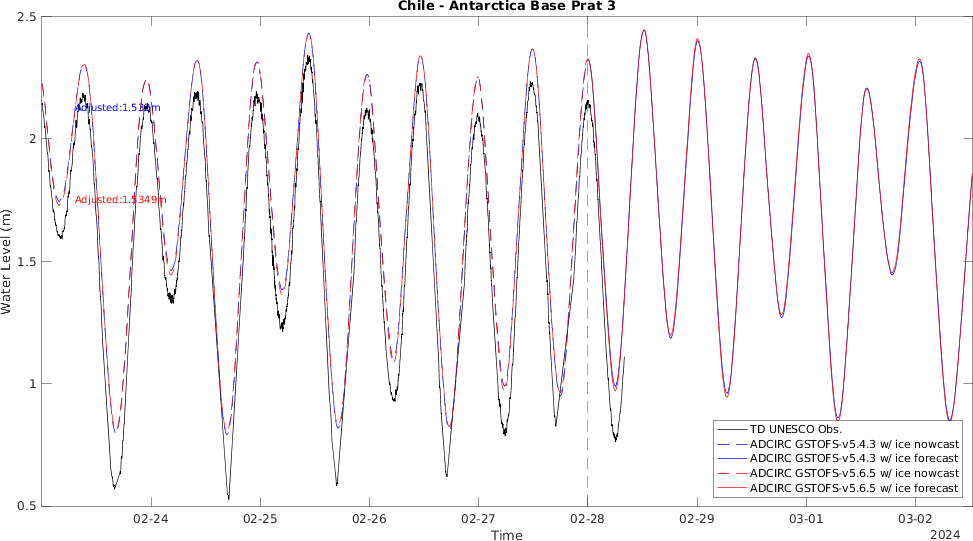 Chile - Antarctica Base Prat 3
2.5
2
1.5
1
0.5
Water Level (m)
Adjusted:1.5349m
02-24
02-25
02-26
02-27
02-28
02-29
03-01
03-02
Time
2024
TD UNESCO Obs.
ADCIRC GSTOFS-v5.4.3 w/ ice nowcast
ADCIRC GSTOFS-v5.4.3 w/ ice forecast
ADCIRC GSTOFS-v5.6.5 w/ ice nowcast
ADCIRC GSTOFS-v5.6.5 w/ ice forecast